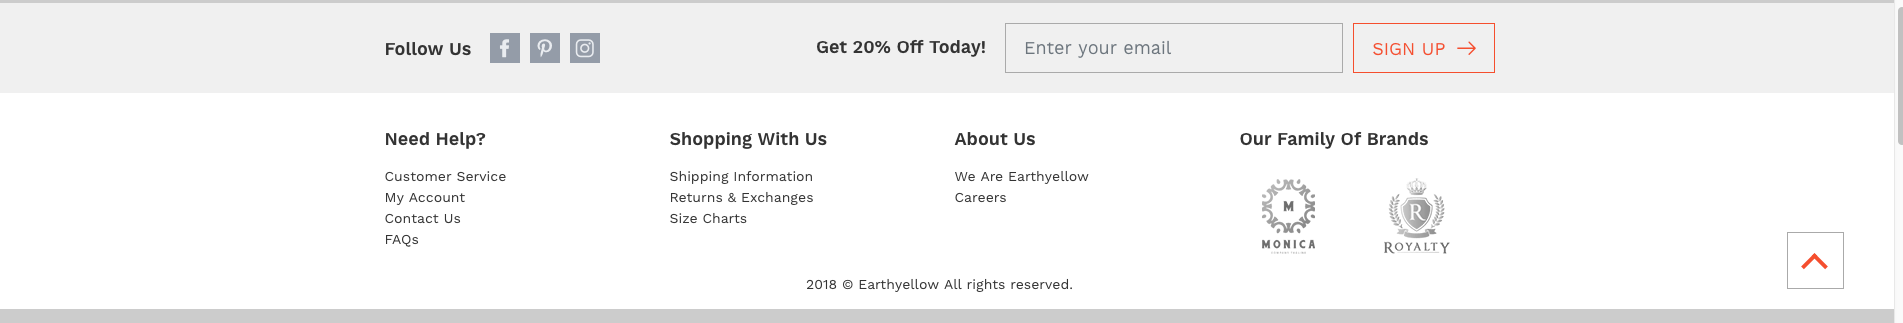 Follow Us
Get 20% Off Today!
Enter your email
SIGN UP
Need Help?
Customer Service
My Account
Contact Us
FAQs
Shopping With Us
Shipping Information
Returns & Exchanges
Size Charts
About Us
We Are Earthyellow
Careers
Our Family Of Brands
M
MONICA
R
ROYALTY
2018 © Earthyellow All rights reserved.